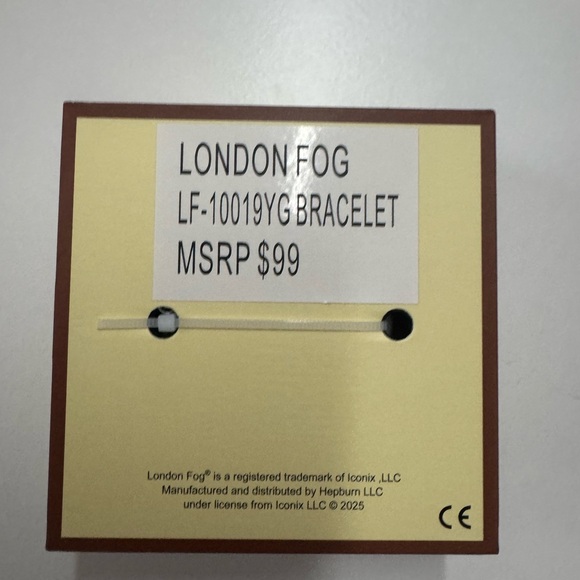 LONDON FOG
LF-10019YG BRACELET
MSRP $99
London Fog® is a registered trademark of Iconix ,LLC
Manufactured and distributed by Hepburn LLC
under license from Iconix LLC © 2025
CE